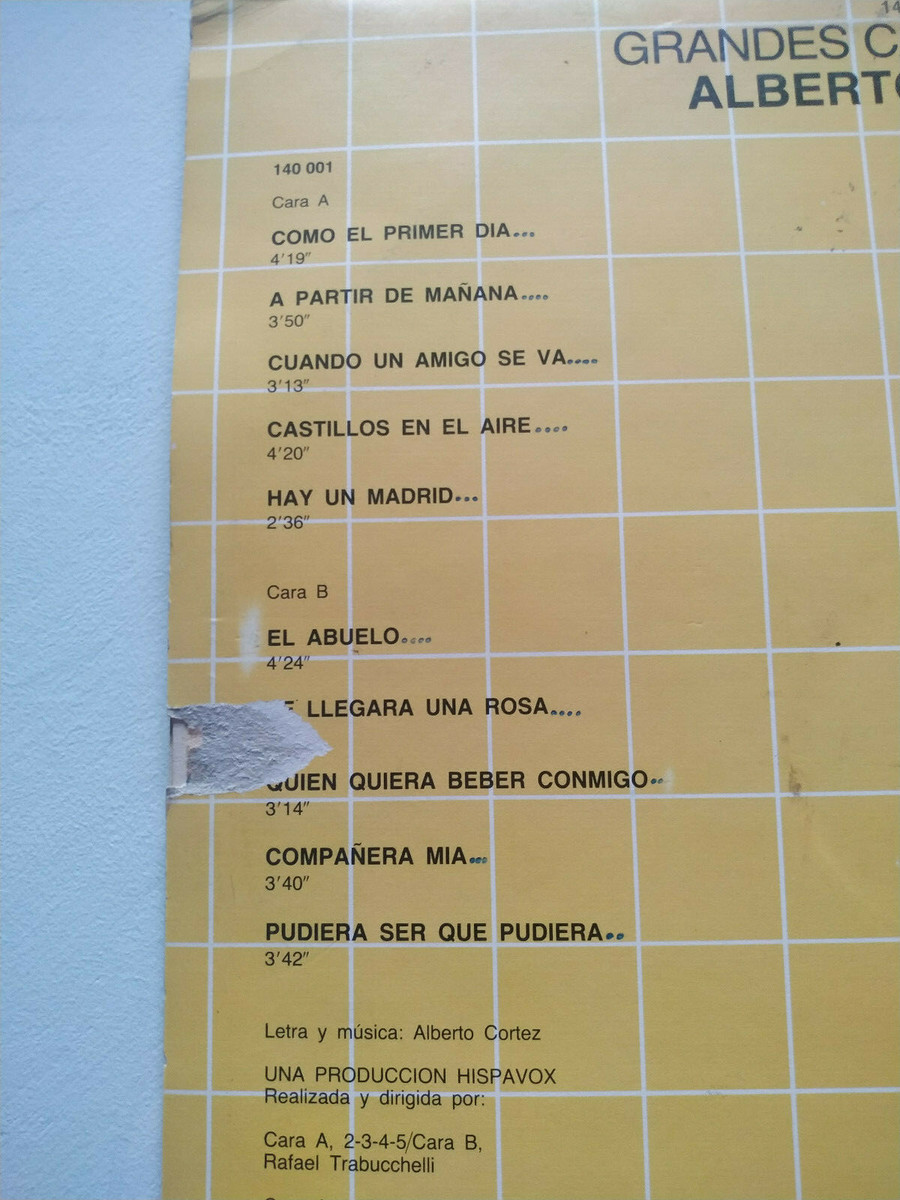 14
GRANDES C
ALBERTO
140 001
Cara A
COMO EL PRIMER DIA...
4'19"
A PARTIR DE MAÑANA....
3'50"
CUANDO UN AMIGO SE VA....
3'13"
CASTILLOS EN EL AIRE....
4'20"
HAY UN MADRID...
2'36"
Cara B
EL ABUELO....
4'24"
LLEGARA UNA ROSA....
QUIEN QUIERA BEBER CONMIGO..
3'14"
COMPAÑERA MIA...
3'40"
PUDIERA SER QUE PUDIERA..
3'42"
Letra y música: Alberto Cortez
UNA PRODUCCION HISPAVOX
Realizada y dirigida por:
Cara A, 2-3-4-5/Cara B,
Rafael Trabucchelli